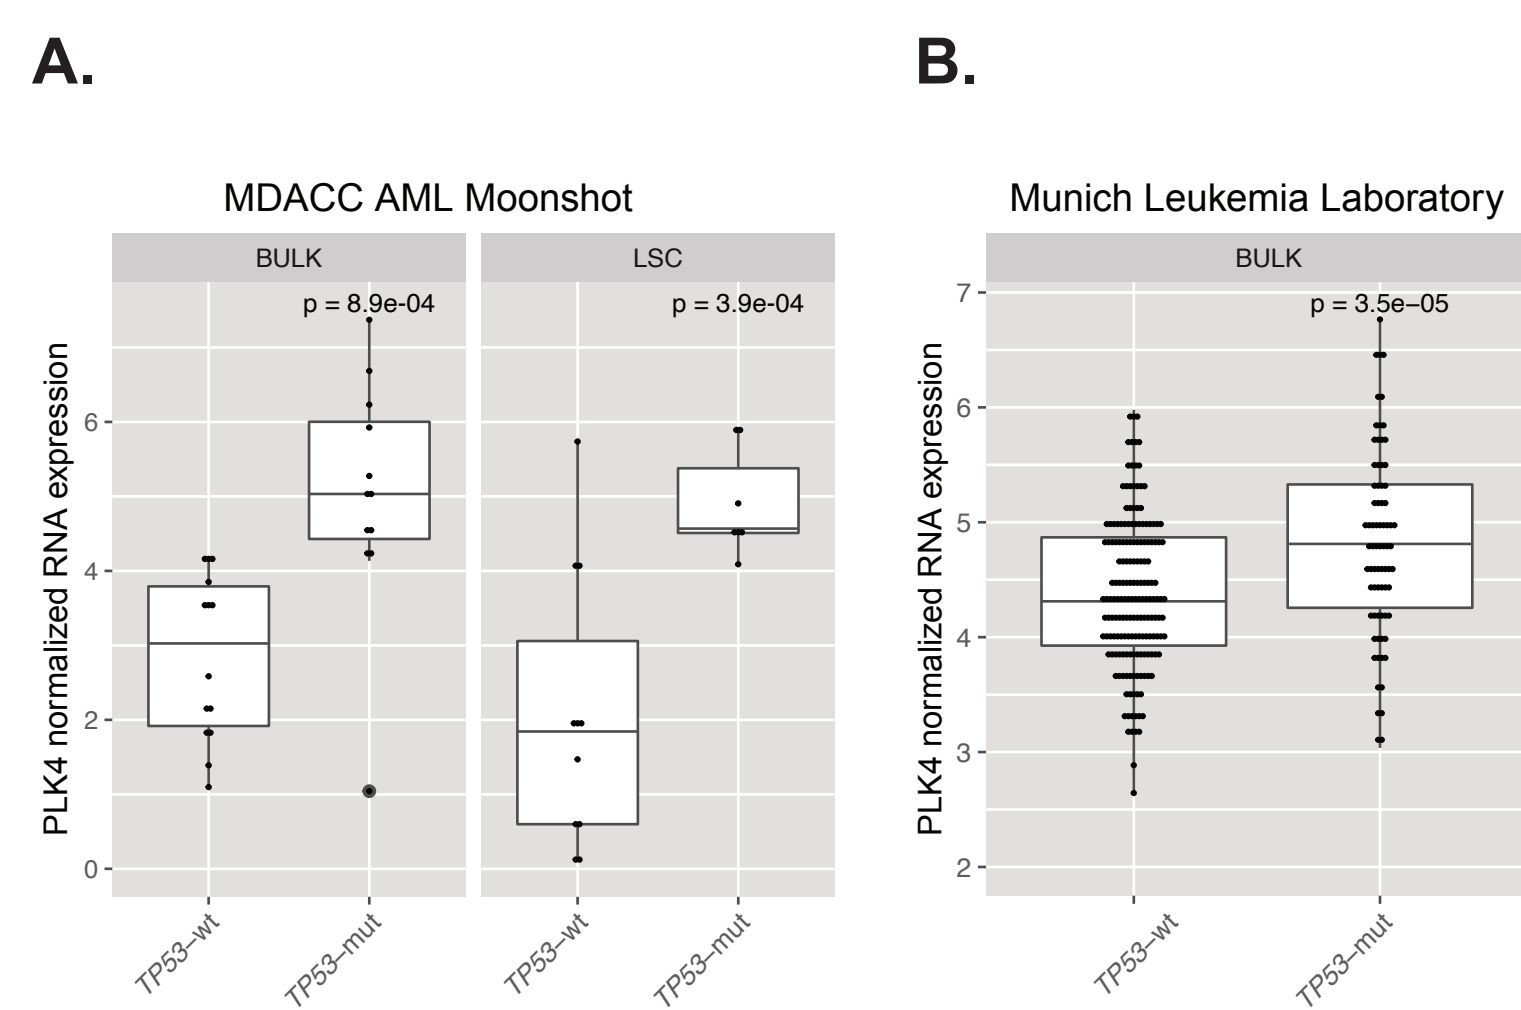 A.
B.
MDACC AML Moonshot
Munich Leukemia Laboratory
BULK
LSC
BULK
p = 8.9e-04
p = 3.9e-04
p = 3.5e−05
PLK4 normalized RNA expression
6
4
2
0
PLK4 normalized RNA expression
7
6
5
4
3
2
TP53−wt
TP53−mut
TP53−wt
TP53−mut
TP53−wt
TP53−mut